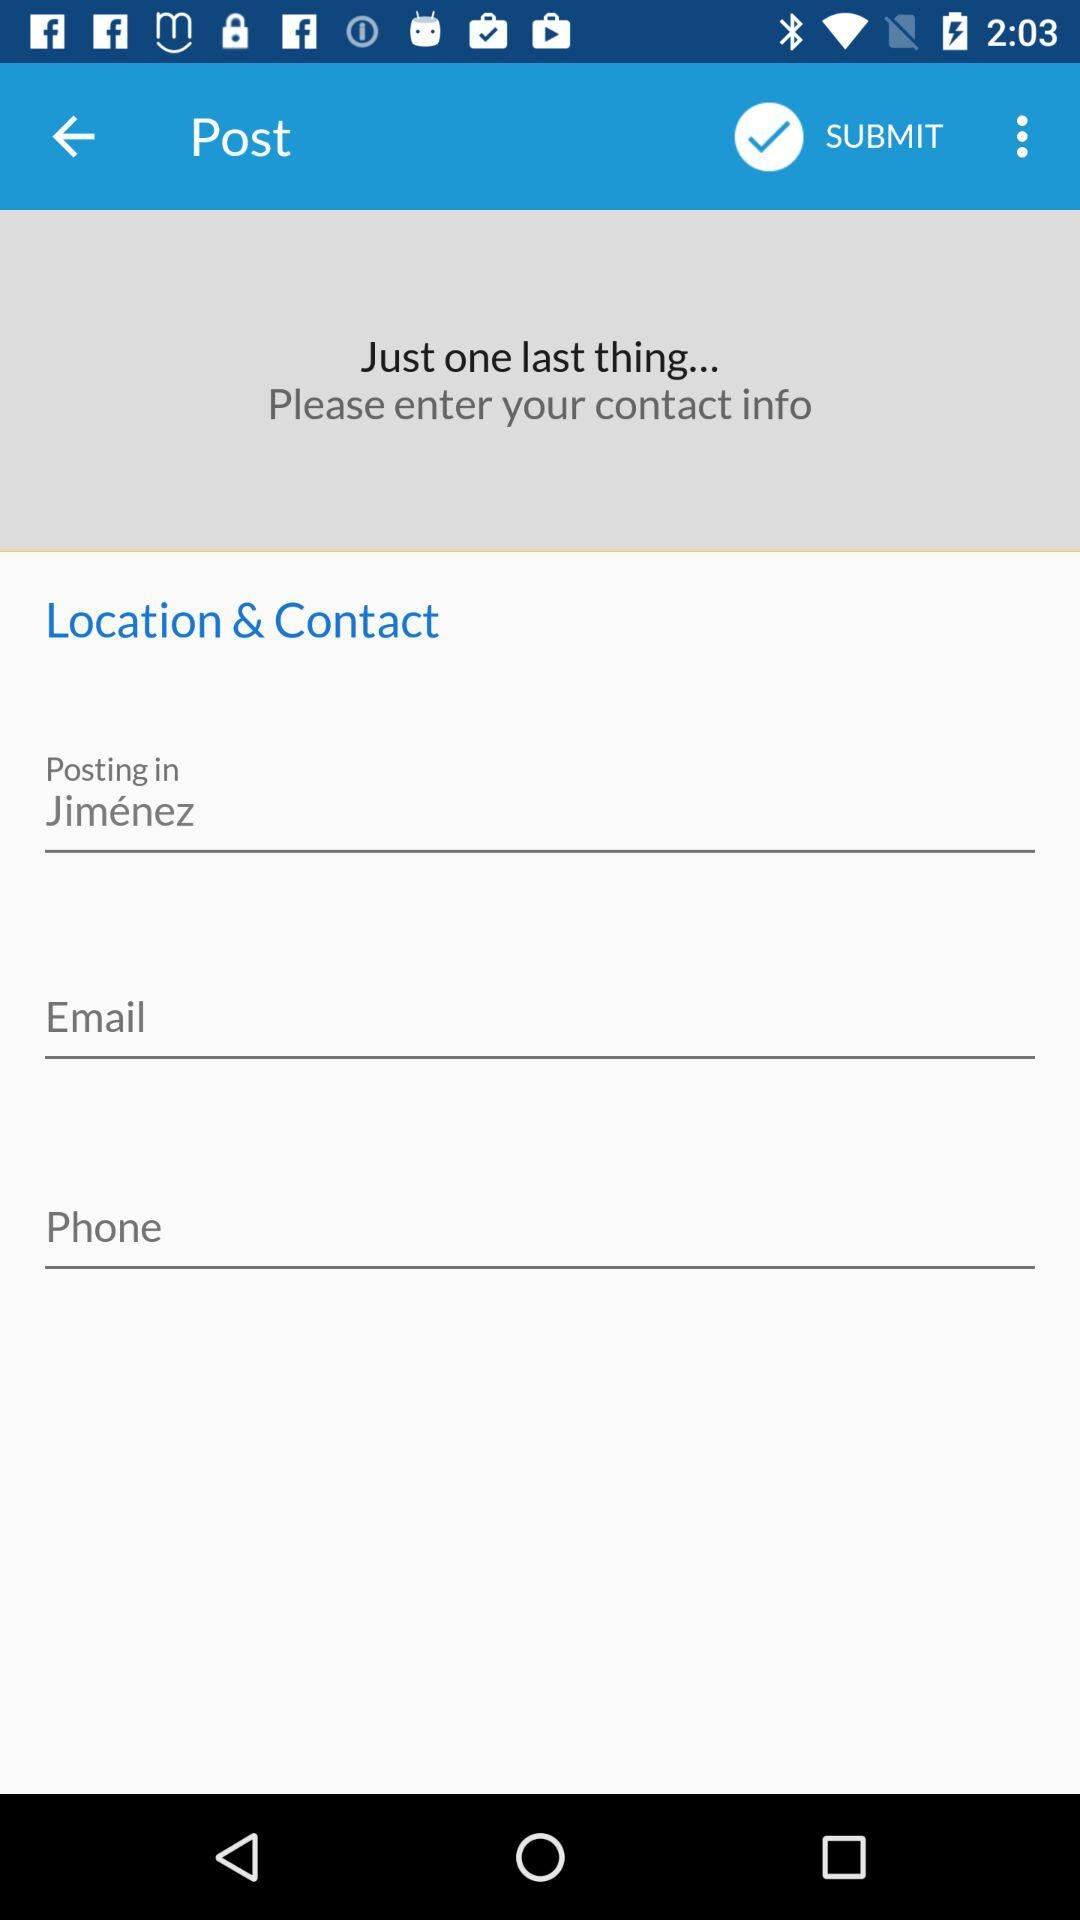 2:03
Post
SUBMIT
Just one last thing...
Please enter your contact info
Location & Contact
Posting in
Jiménez
Email
Phone